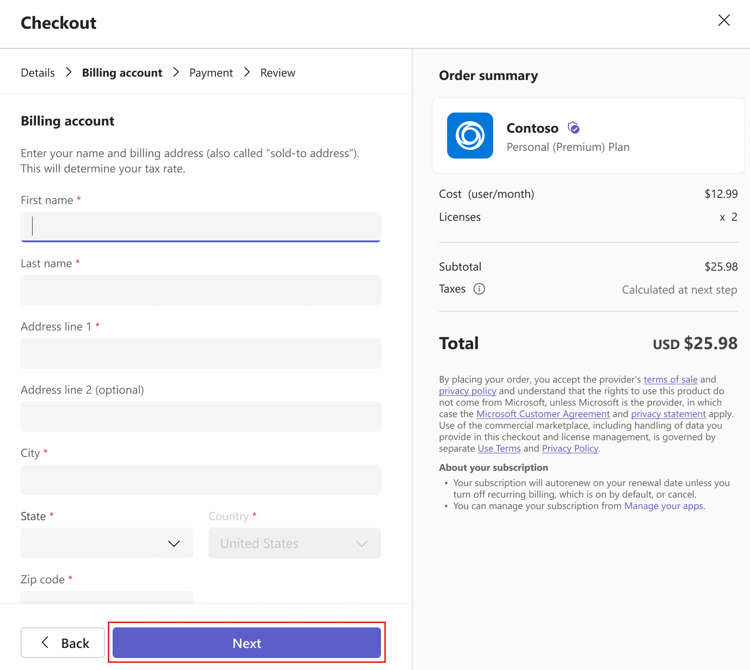 Checkout
Details > Billing account > Payment > Review
Billing account
Enter your name and billing address (also called “sold-to address”).
This will determine your tax rate.
First name *
Last name *
Address line 1 *
Address line 2 (optional)
City *
State *
Country *
United States
Zip code *
Back
Next
Order summary
Contoso
Personal (Premium) Plan
Cost (user/month) $12.99
Licenses x 2
Subtotal $25.98
Taxes Calculated at next step
Total USD $25.98
By placing your order, you accept the provider's terms of sale and
privacy policy and understand that the rights to use this product do
not come from Microsoft, unless Microsoft is the provider, in which
case the Microsoft Customer Agreement and privacy statement apply.
Use of the commercial marketplace, including handling of data you
provide in this checkout and license management, is governed by
separate Use Terms and Privacy Policy.
About your subscription
• Your subscription will autorenew on your renewal date unless you
turn off recurring billing, which is on by default, or cancel.
• You can manage your subscription from Manage your apps.